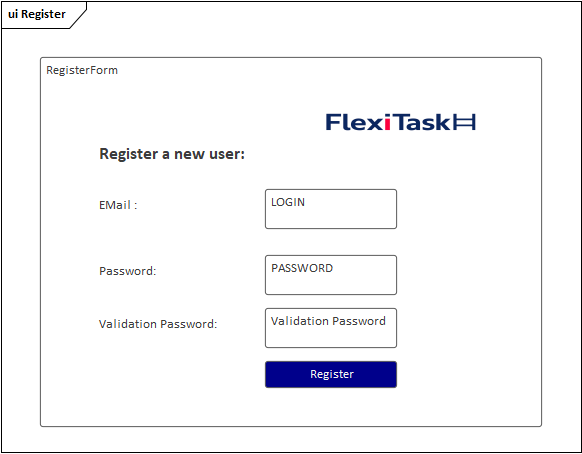 ui Register
RegisterForm
FlexiTask
Register a new user:
EMail :
LOGIN
Password:
PASSWORD
Validation Password:
Validation Password
Register